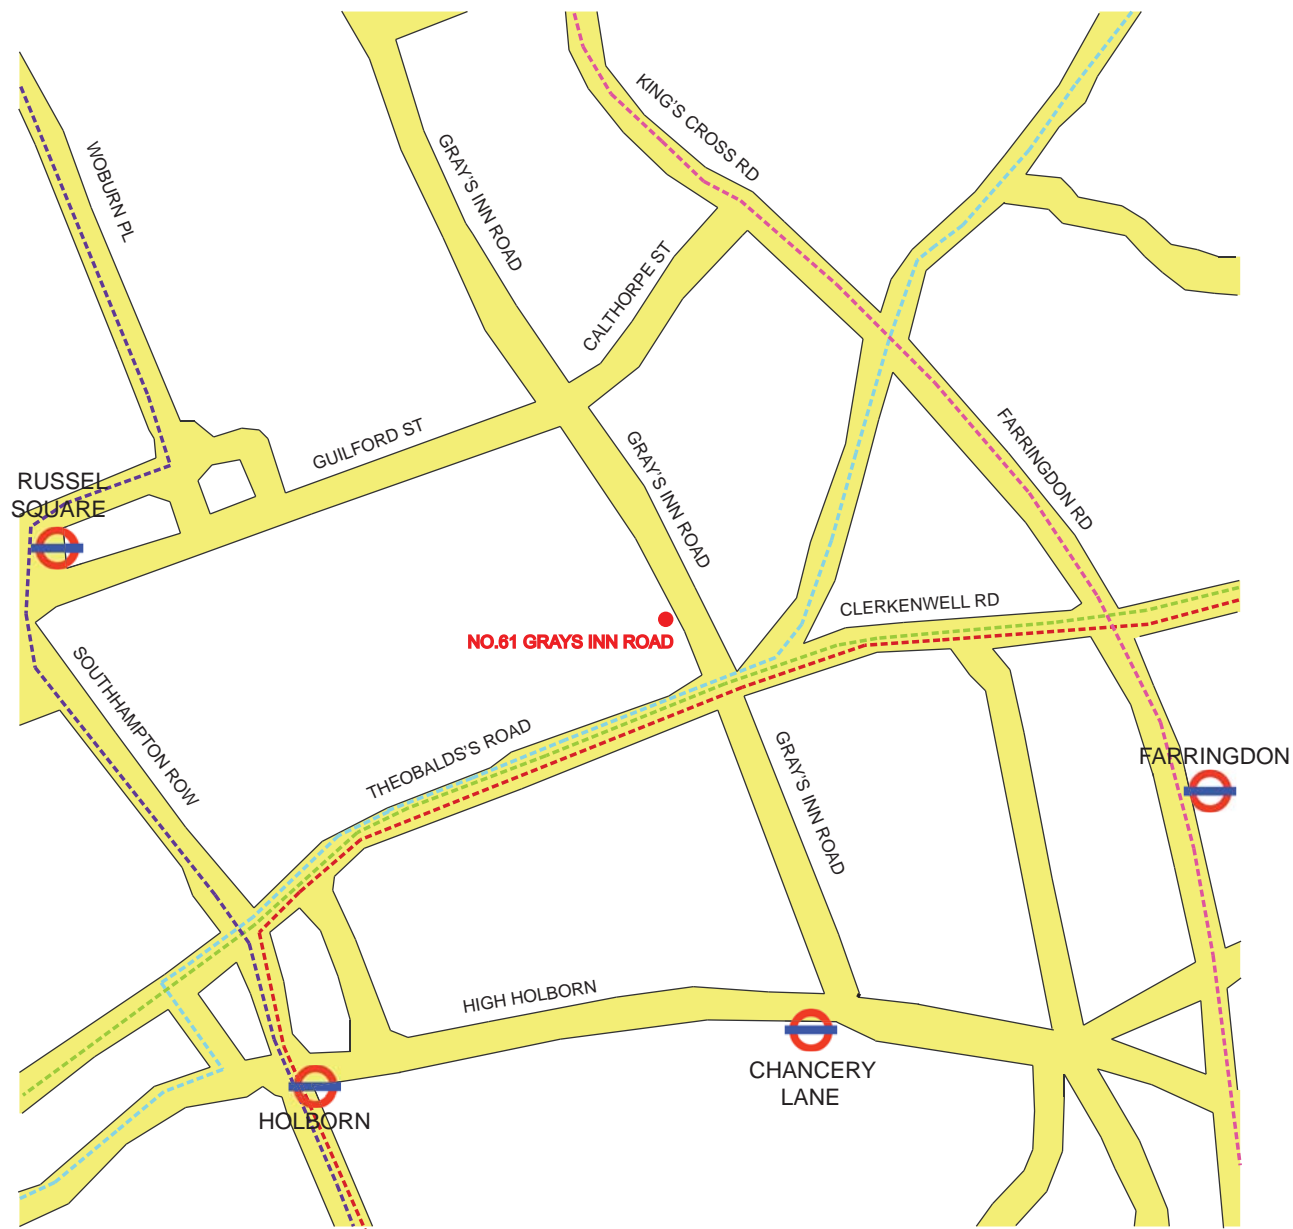 KING'S CROSS RD
GRAY'S INN ROAD
WOBURN PL
CALTHORPE ST
GUILFORD ST
FARRINGDON RD
GRAY'S INN ROAD
RUSSEL
SQUARE
CLERKENWELL RD
NO.61 GRAYS INN ROAD
SOUTHHAMPTON ROW
THEOBALDS'S ROAD
GRAY'S INN ROAD
FARRINGDON
HIGH HOLBORN
CHANCERY
LANE
HOLBORN